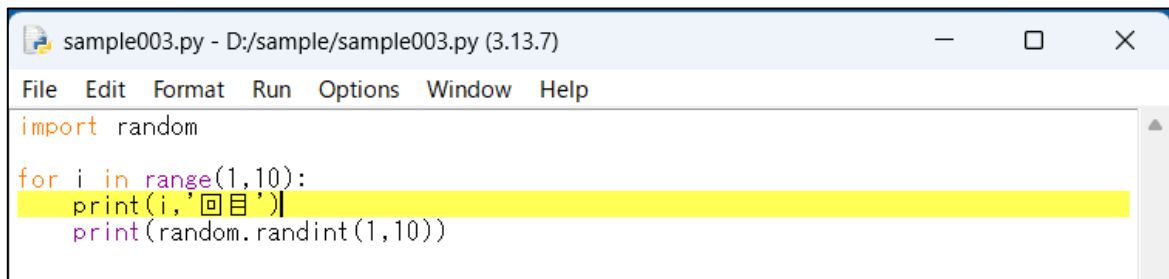 sample003.py - D:/sample/sample003.py (3.13.7)
File Edit Format Run Options Window Help
import random
for i in range(1,10):
    print(i,'回目')
    print(random.randint(1,10))